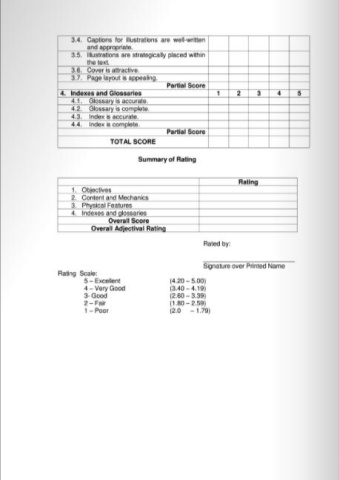 3.4. Captions for illustrations are well-written
and appropriate.
3.5. Illustrations are strategically placed within
the text.
3.6. Cover is attractive.
3.7. Page layout is appealing.
Partial Score
4. Indexes and Glossaries 1 2 3 4 5
4.1. Glossary is accurate.
4.2. Glossary is complete.
4.3. Index is accurate.
4.4. Index is complete.
Partial Score
TOTAL SCORE
Summary of Rating
Rating
1. Objectives
2. Content and Mechanics
3. Physical Features
4. Indexes and glossaries
Overall Score
Overall Adjectival Rating
Rated by:
Signature over Printed Name
Rating Scale:
5 – Excellent (4.20 – 5.00)
4 – Very Good (3.40 – 4.19)
3- Good (2.60 – 3.39)
2 – Fair (1.80 – 2.59)
1 – Poor (2.0 – 1.79)